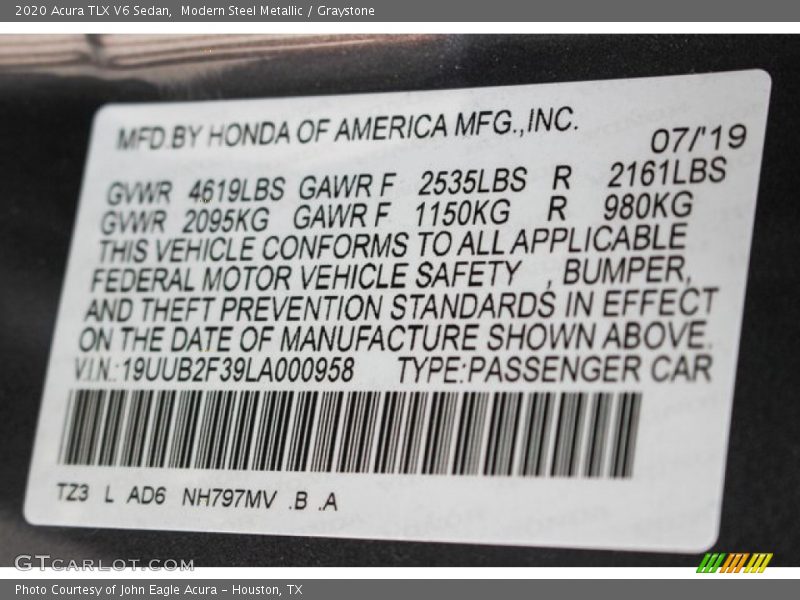 2020 Acura TLX V6 Sedan,  Modern Steel Metallic / Graystone
MFD.BY HONDA OF AMERICA MFG.,INC.
07/'19
GVWR 4619LBS GAWR F 2535LBS R 2161LBS
GVWR 2095KG GAWR F 1150KG R 980KG
THIS VEHICLE CONFORMS TO ALL APPLICABLE
FEDERAL MOTOR VEHICLE SAFETY , BUMPER,
AND THEFT PREVENTION STANDARDS IN EFFECT
ON THE DATE OF MANUFACTURE SHOWN ABOVE.
V.I.N.:19UUB2F39LA000958 TYPE:PASSENGER CAR
TZ3 L AD6 NH797MV .B .A
GTCARLOT.COM
Photo Courtesy of John Eagle Acura - Houston, TX